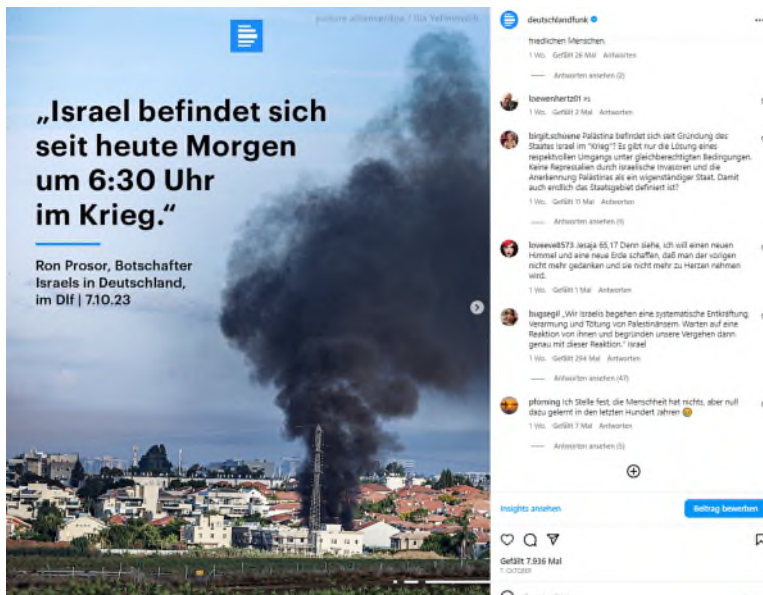 picture alliance/dpa / Ilia Yefimovich
„Israel befindet sich
seit heute Morgen
um 6:30 Uhr
im Krieg.“
Ron Prosor, Botschafter
Israels in Deutschland,
im Dlf | 7.10.23
deutschlandfunk
friedlichen Menschen.
1 Wo. Gefällt 26 Mal Antworten
Antworten ansehen (2)
loewenhertz01
1 Wo. Gefällt 2 Mal Antworten
Palästina befindet sich seit Gründung des
Staates Israel im "Krieg"? Es gibt nur die Lösung eines
respektvollen Umgangs unter gleichberechtigten Bedingungen.
Keine Repressalien durch israelische Invasoren und die
Anerkennung Palästinas als ein wigenständiger Staat. Damit
auch endlich das Staatsgebiet definiert ist?
1 Wo. Gefällt 11 Mal Antworten
Antworten ansehen
loveeve8573 Jesaja 65,17 Denn siehe, ich will einen neuen
Himmel und eine neue Erde schaffen, daß man der vorigen
nicht mehr gedenken und sie nicht mehr zu Herzen nehmen
wird.
1 Wo. Gefällt 1 Mal Antworten
bugsegil „Wir Israelis begehen eine systematische Entkräftung,
Verarmung und Tötung von Palestinänsern. Warten auf eine
Reaktion von ihnen und begründen unsere Vergehen dann
genau mit dieser Reaktion." Israel
1 Wo. Gefällt 294 Mal Antworten
Antworten ansehen (47)
pforning Ich Stelle fest, die Menschheit hat nichts, aber null
dazu gelernt in den letzten Hundert Jahren
1 Wo. Gefällt 7 Mal Antworten
Antworten ansehen (5)
Insights ansehen
Beitrag bewerben
Gefällt 7.936 Mal
7. OKTOBER